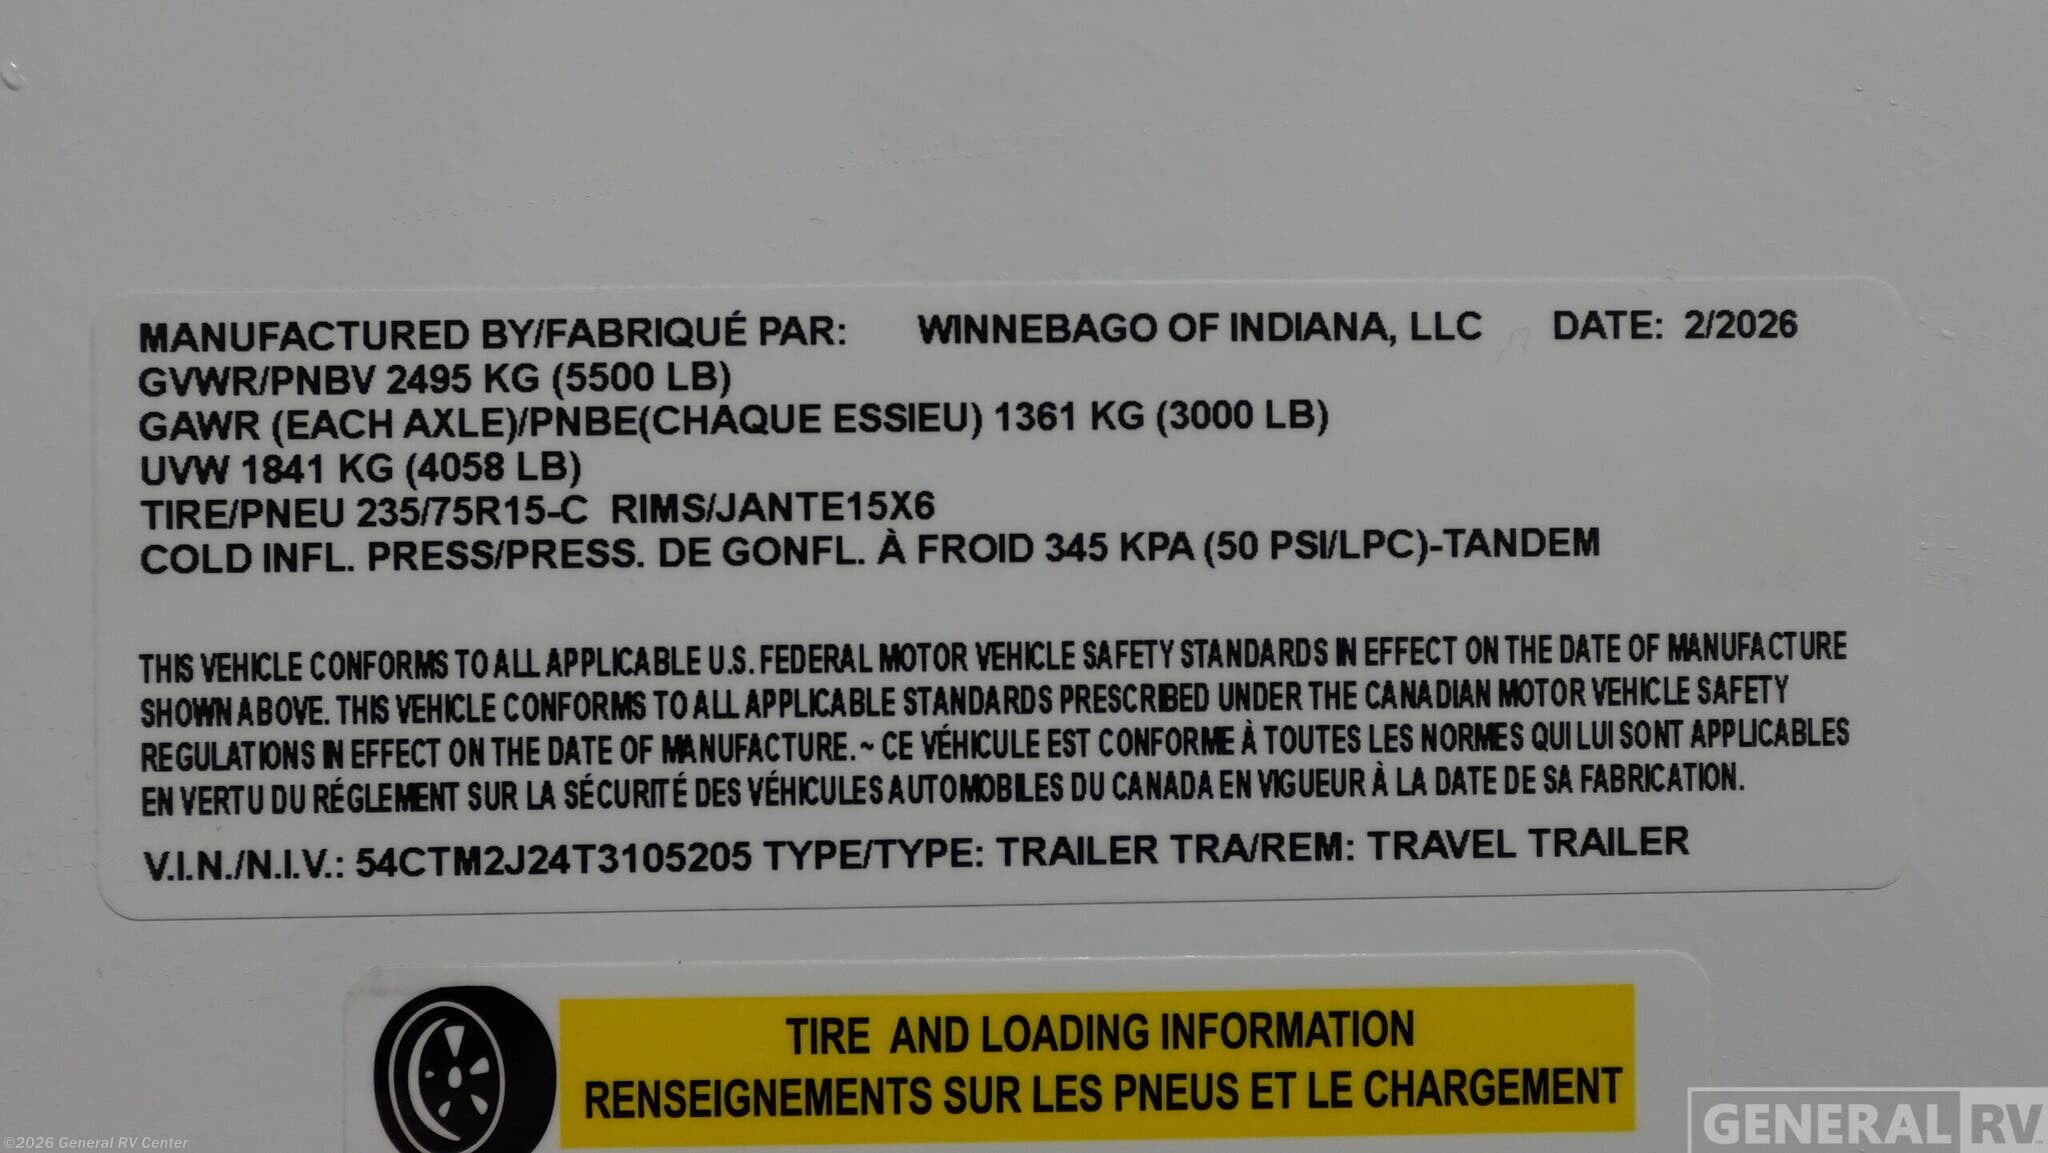 MANUFACTURED BY/FABRIQUÉ PAR: WINNEBAGO OF INDIANA, LLC DATE: 2/2026
GVWR/PNBV 2495 KG (5500 LB)
GAWR (EACH AXLE)/PNBE(CHAQUE ESSIEU) 1361 KG (3000 LB)
UVW 1841 KG (4058 LB)
TIRE/PNEU 235/75R15-C RIMS/JANTE15X6
COLD INFL. PRESS/PRESS. DE GONFL. À FROID 345 KPA (50 PSI/LPC)-TANDEM
THIS VEHICLE CONFORMS TO ALL APPLICABLE U.S. FEDERAL MOTOR VEHICLE SAFETY STANDARDS IN EFFECT ON THE DATE OF MANUFACTURE
SHOWN ABOVE. THIS VEHICLE CONFORMS TO ALL APPLICABLE STANDARDS PRESCRIBED UNDER THE CANADIAN MOTOR VEHICLE SAFETY
REGULATIONS IN EFFECT ON THE DATE OF MANUFACTURE. ~ CE VÉHICULE EST CONFORME À TOUTES LES NORMES QUI LUI SONT APPLICABLES
EN VERTU DU RÉGLEMENT SUR LA SÉCURITÉ DES VÉHICULES AUTOMOBILES DU CANADA EN VIGUEUR À LA DATE DE SA FABRICATION.
V.I.N./N.I.V.: 54CTM2J24T3105205 TYPE/TYPE: TRAILER TRA/REM: TRAVEL TRAILER
TIRE AND LOADING INFORMATION
RENSEIGNEMENTS SUR LES PNEUS ET LE CHARGEMENT
©2026 General RV Center
GENERAL RV